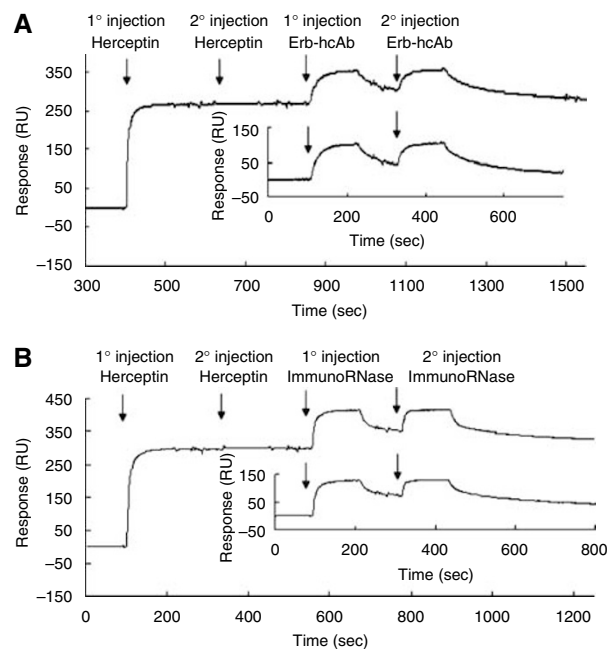 A
1° injection 2° injection 1° injection 2° injection
Herceptin Herceptin Erb-hcAb Erb-hcAb
350
250
150
50
−50
−150
Response (RU)
150
50
−50
Response (RU)
0 200 400 600
Time (sec)
300 500 700 900 1100 1300 1500
Time (sec)
B
1° injection 2° injection 1° injection 2° injection
Herceptin Herceptin ImmunoRNase ImmunoRNase
450
350
250
150
50
−50
−150
Response (RU)
150
50
−50
Response (RU)
0 200 400 600 800
Time (sec)
0 200 400 600 800 1000 1200
Time (sec)